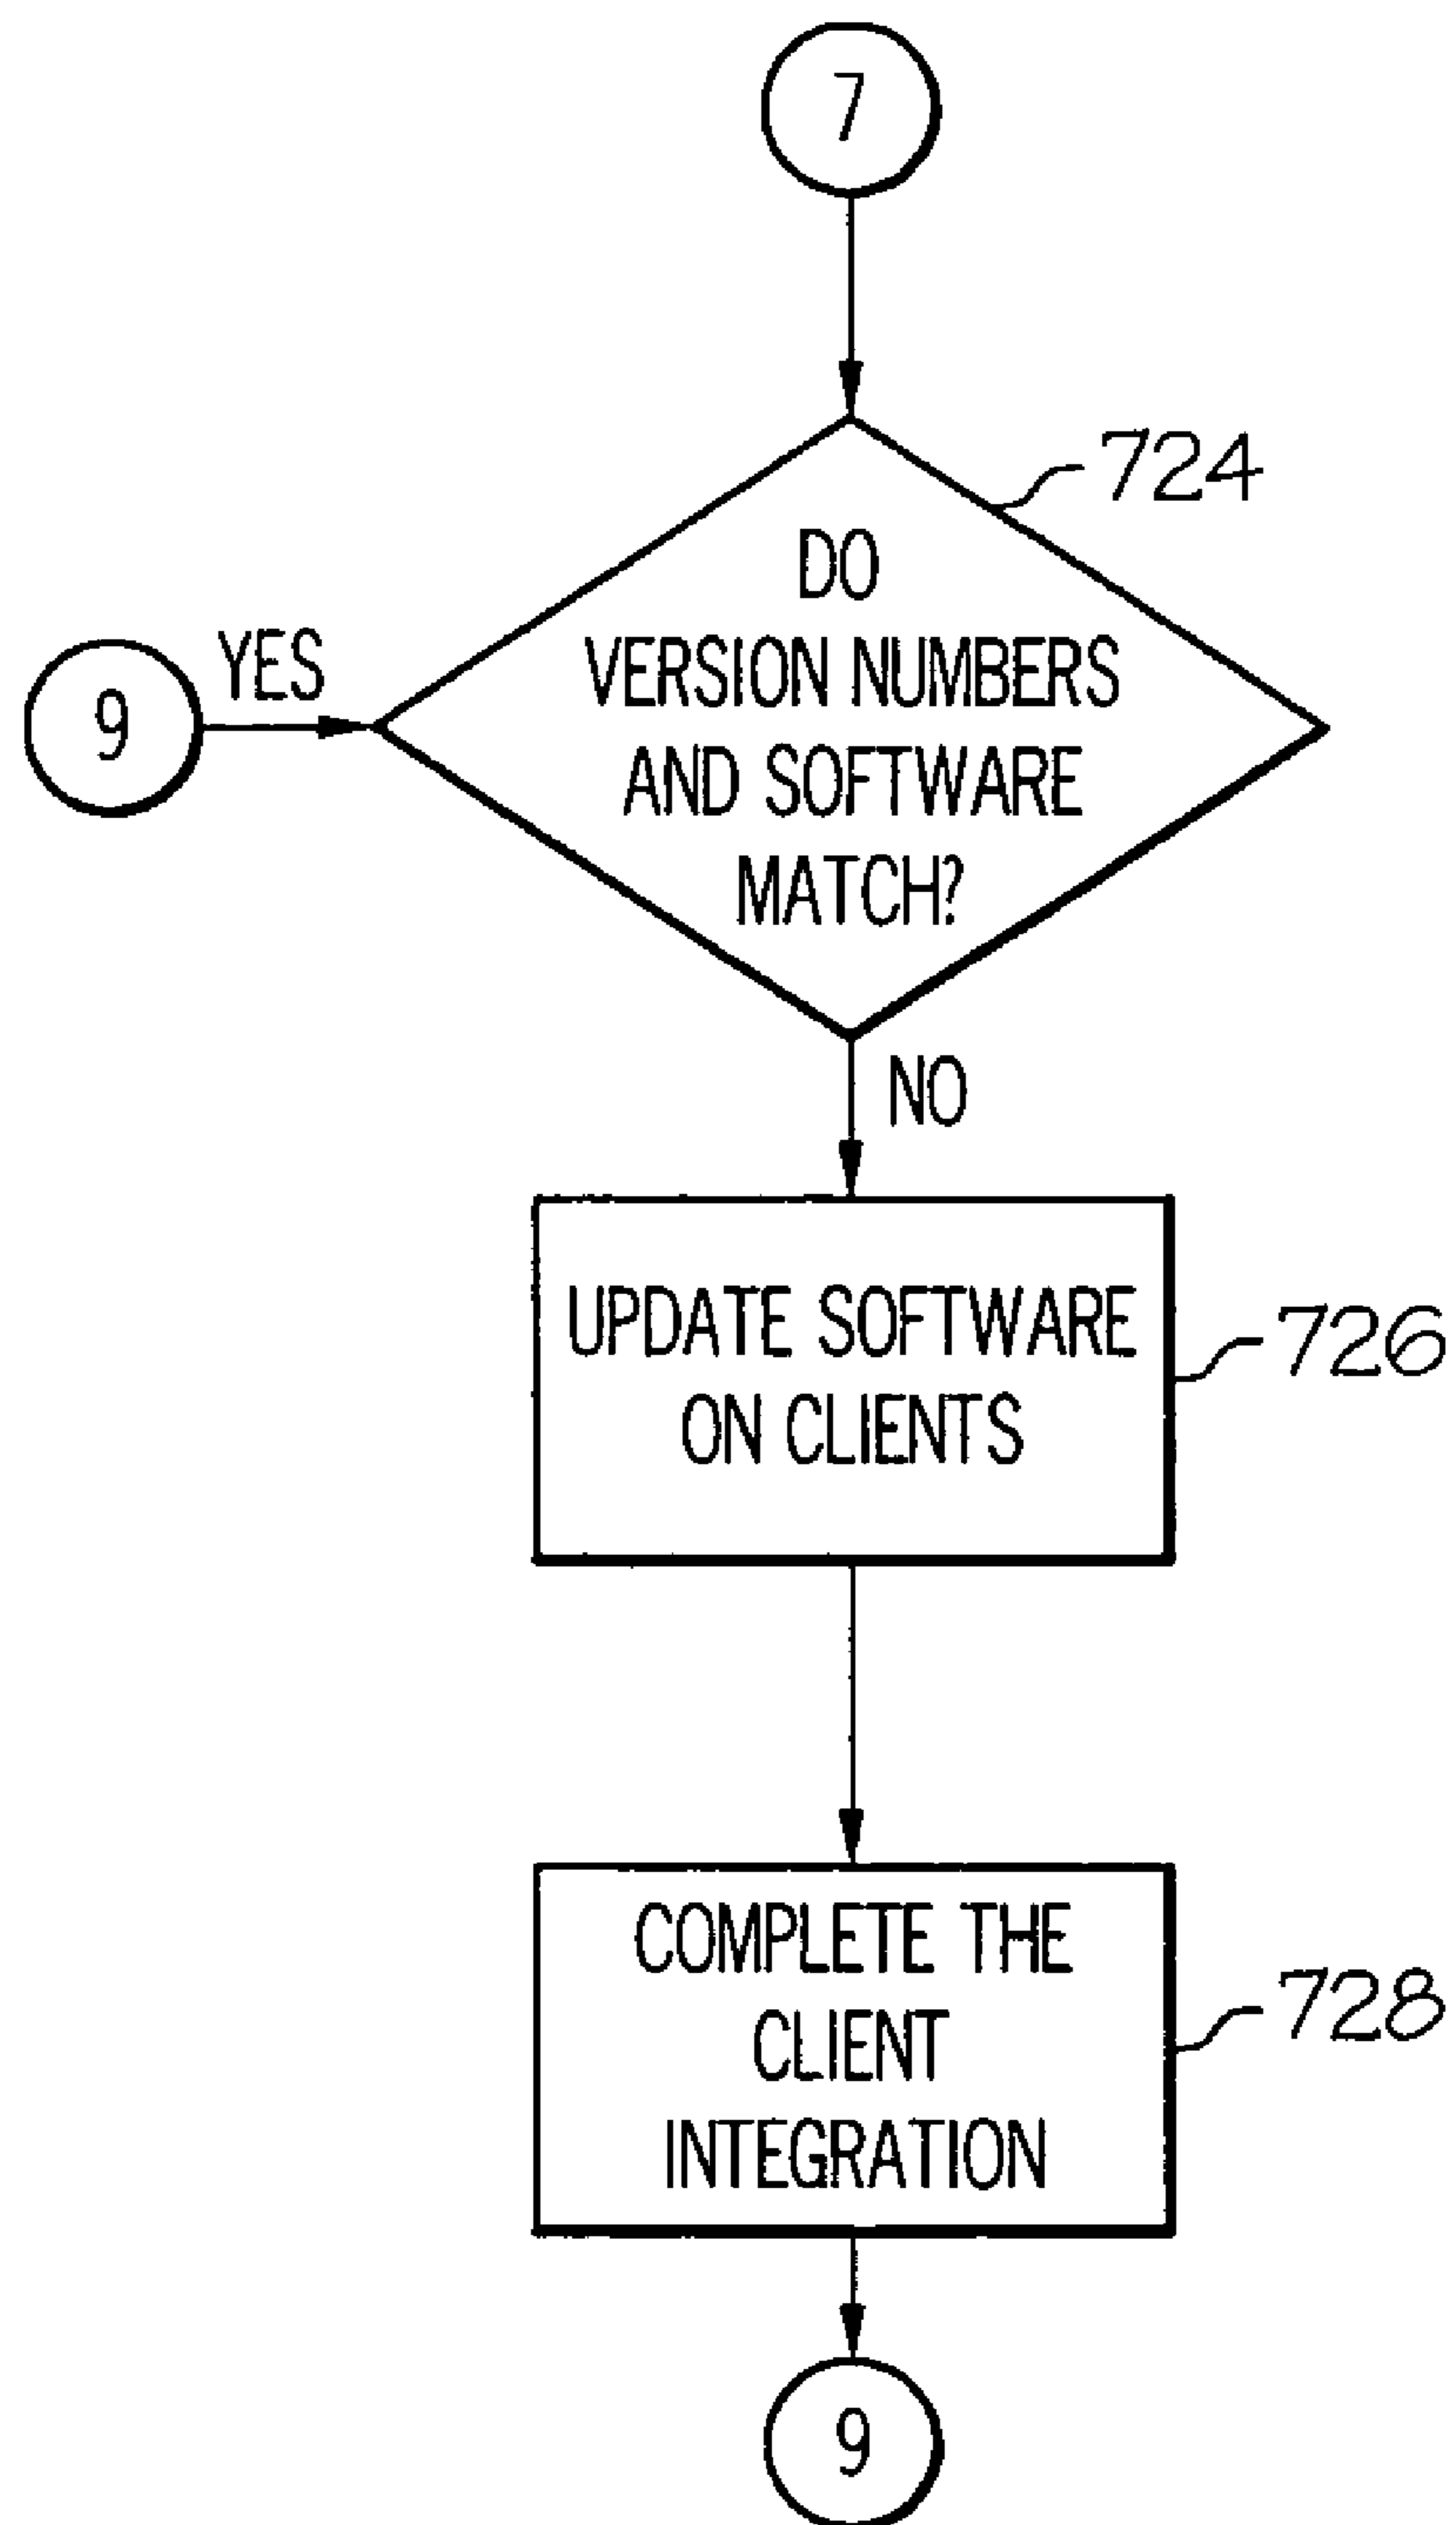 7
724
DO
VERSION NUMBERS
AND SOFTWARE
MATCH?
YES
9
NO
UPDATE SOFTWARE
ON CLIENTS
726
COMPLETE THE
CLIENT
INTEGRATION
728
9